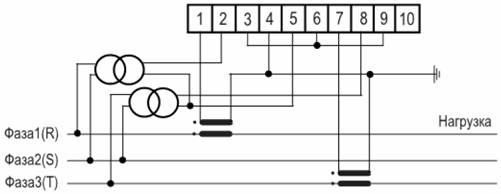 1 2 3 4 5 6 7 8 9 10
Нагрузка
Фаза1(R)
Фаза2(S)
Фаза3(T)